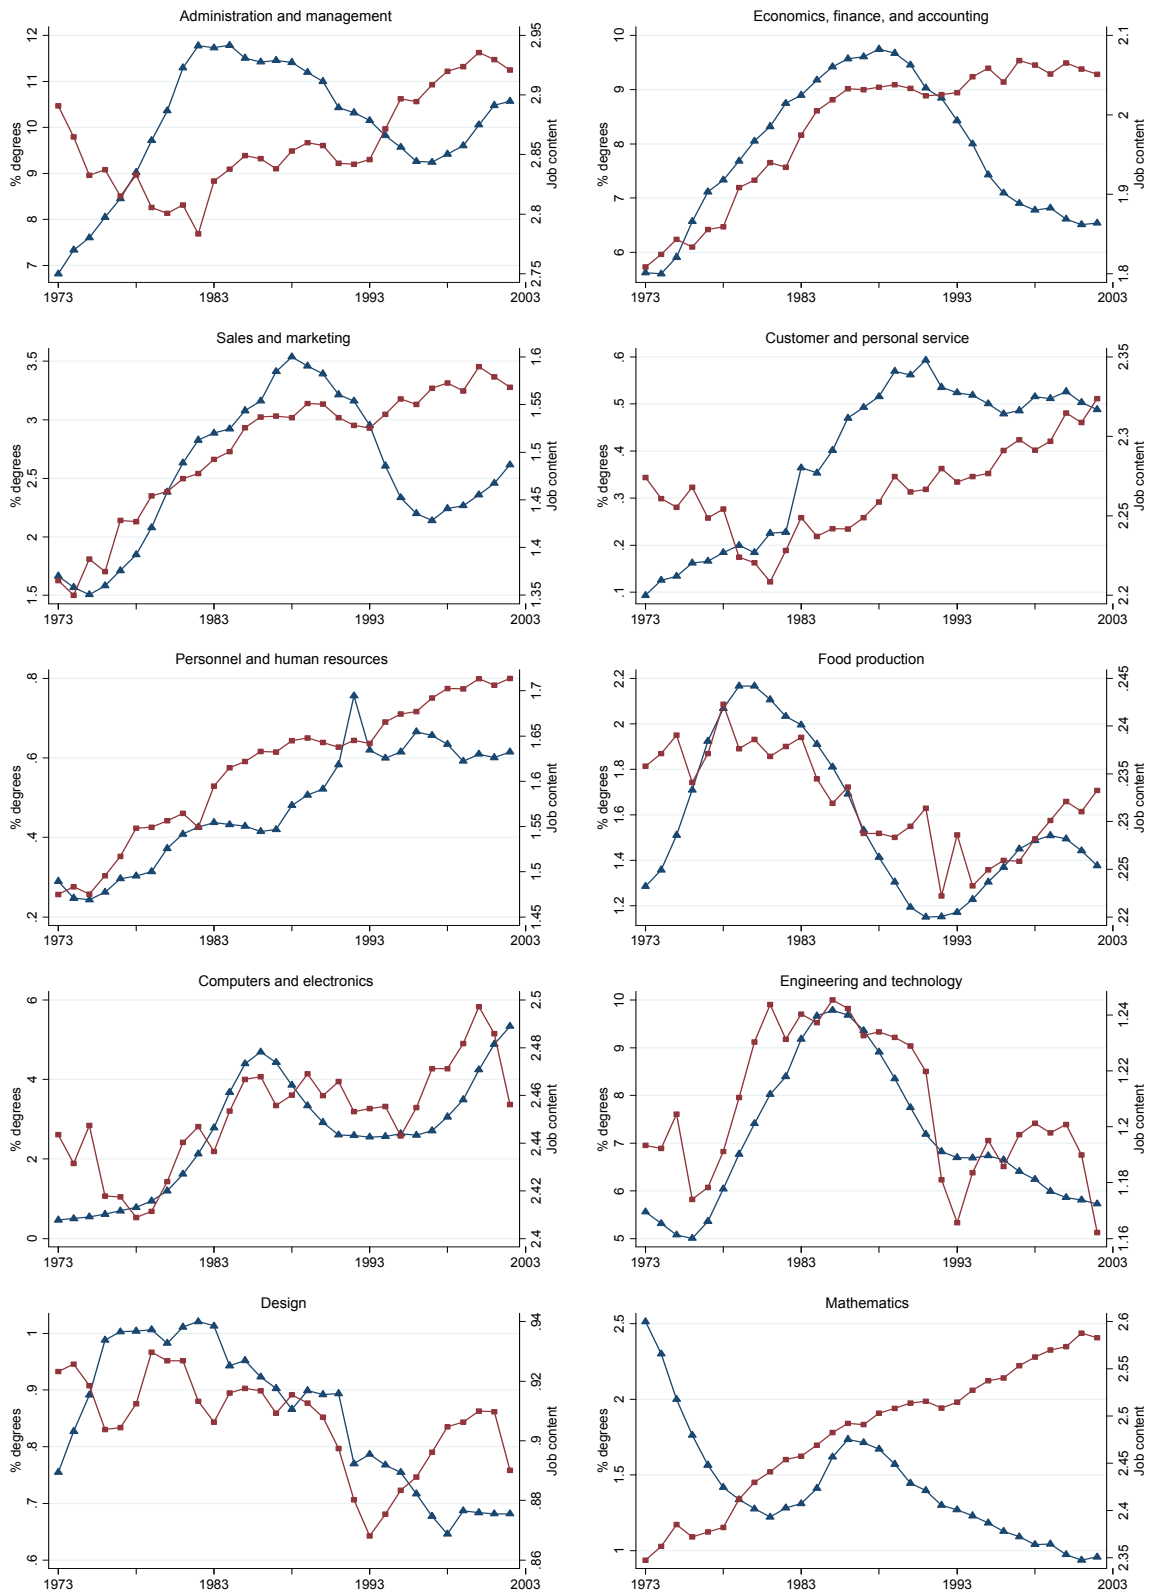 Administration and management
% degrees
7 8 9 10 11 12
2.75 2.8 2.85 2.9 2.95
Job content
1973 1983 1993 2003
Economics, finance, and accounting
% degrees
6 7 8 9 10
1.8 1.9 2 2.1
Job content
1973 1983 1993 2003
Sales and marketing
% degrees
1.5 2 2.5 3 3.5
1.35 1.4 1.45 1.5 1.55 1.6
Job content
1973 1983 1993 2003
Customer and personal service
% degrees
.1 .2 .3 .4 .5 .6
2.2 2.25 2.3 2.35
Job content
1973 1983 1993 2003
Personnel and human resources
% degrees
.2 .4 .6 .8
1.45 1.5 1.55 1.6 1.65 1.7
Job content
1973 1983 1993 2003
Food production
% degrees
1.2 1.4 1.6 1.8 2 2.2
.22 .225 .23 .235 .24 .245
Job content
1973 1983 1993 2003
Computers and electronics
% degrees
0 2 4 6
2.4 2.42 2.44 2.46 2.48 2.5
Job content
1973 1983 1993 2003
Engineering and technology
% degrees
5 6 7 8 9 10
1.16 1.18 1.2 1.22 1.24
Job content
1973 1983 1993 2003
Design
% degrees
.6 .7 .8 .9 1
.86 .88 .9 .92 .94
Job content
1973 1983 1993 2003
Mathematics
% degrees
1 1.5 2 2.5
2.35 2.4 2.45 2.5 2.55 2.6
Job content
1973 1983 1993 2003